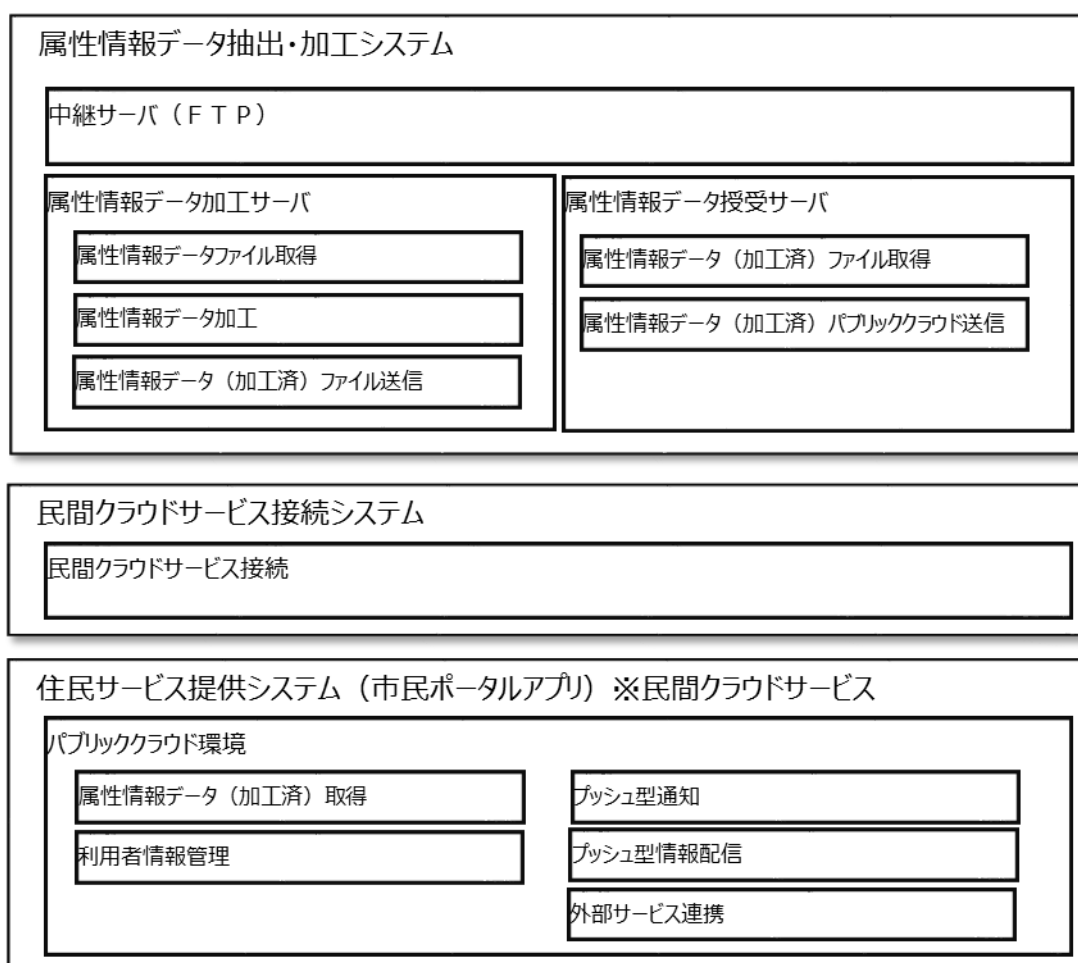 属性情報データ抽出・加工システム
中継サーバ（ＦＴＰ）
属性情報データ加工サーバ
属性情報データファイル取得
属性情報データ加工
属性情報データ（加工済）ファイル送信
属性情報データ授受サーバ
属性情報データ（加工済）ファイル取得
属性情報データ（加工済）パブリッククラウド送信
民間クラウドサービス接続システム
民間クラウドサービス接続
住民サービス提供システム（市民ポータルアプリ）※民間クラウドサービス
パブリッククラウド環境
属性情報データ（加工済）取得
利用者情報管理
プッシュ型通知
プッシュ型情報配信
外部サービス連携